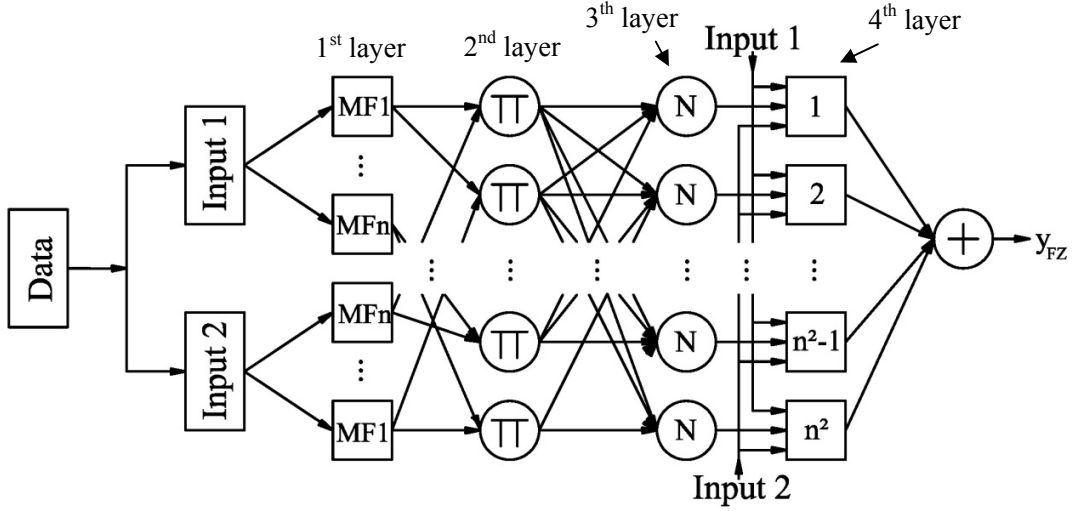 1st layer
2nd layer
3th layer
4th layer
Input 1
Data
Input 1
Input 2
MF1
⋮
MFn
MFn
⋮
MF1
∏
∏
⋮
∏
∏
N
N
⋮
N
N
1
2
⋮
n²-1
n²
Input 2
+
yFZ